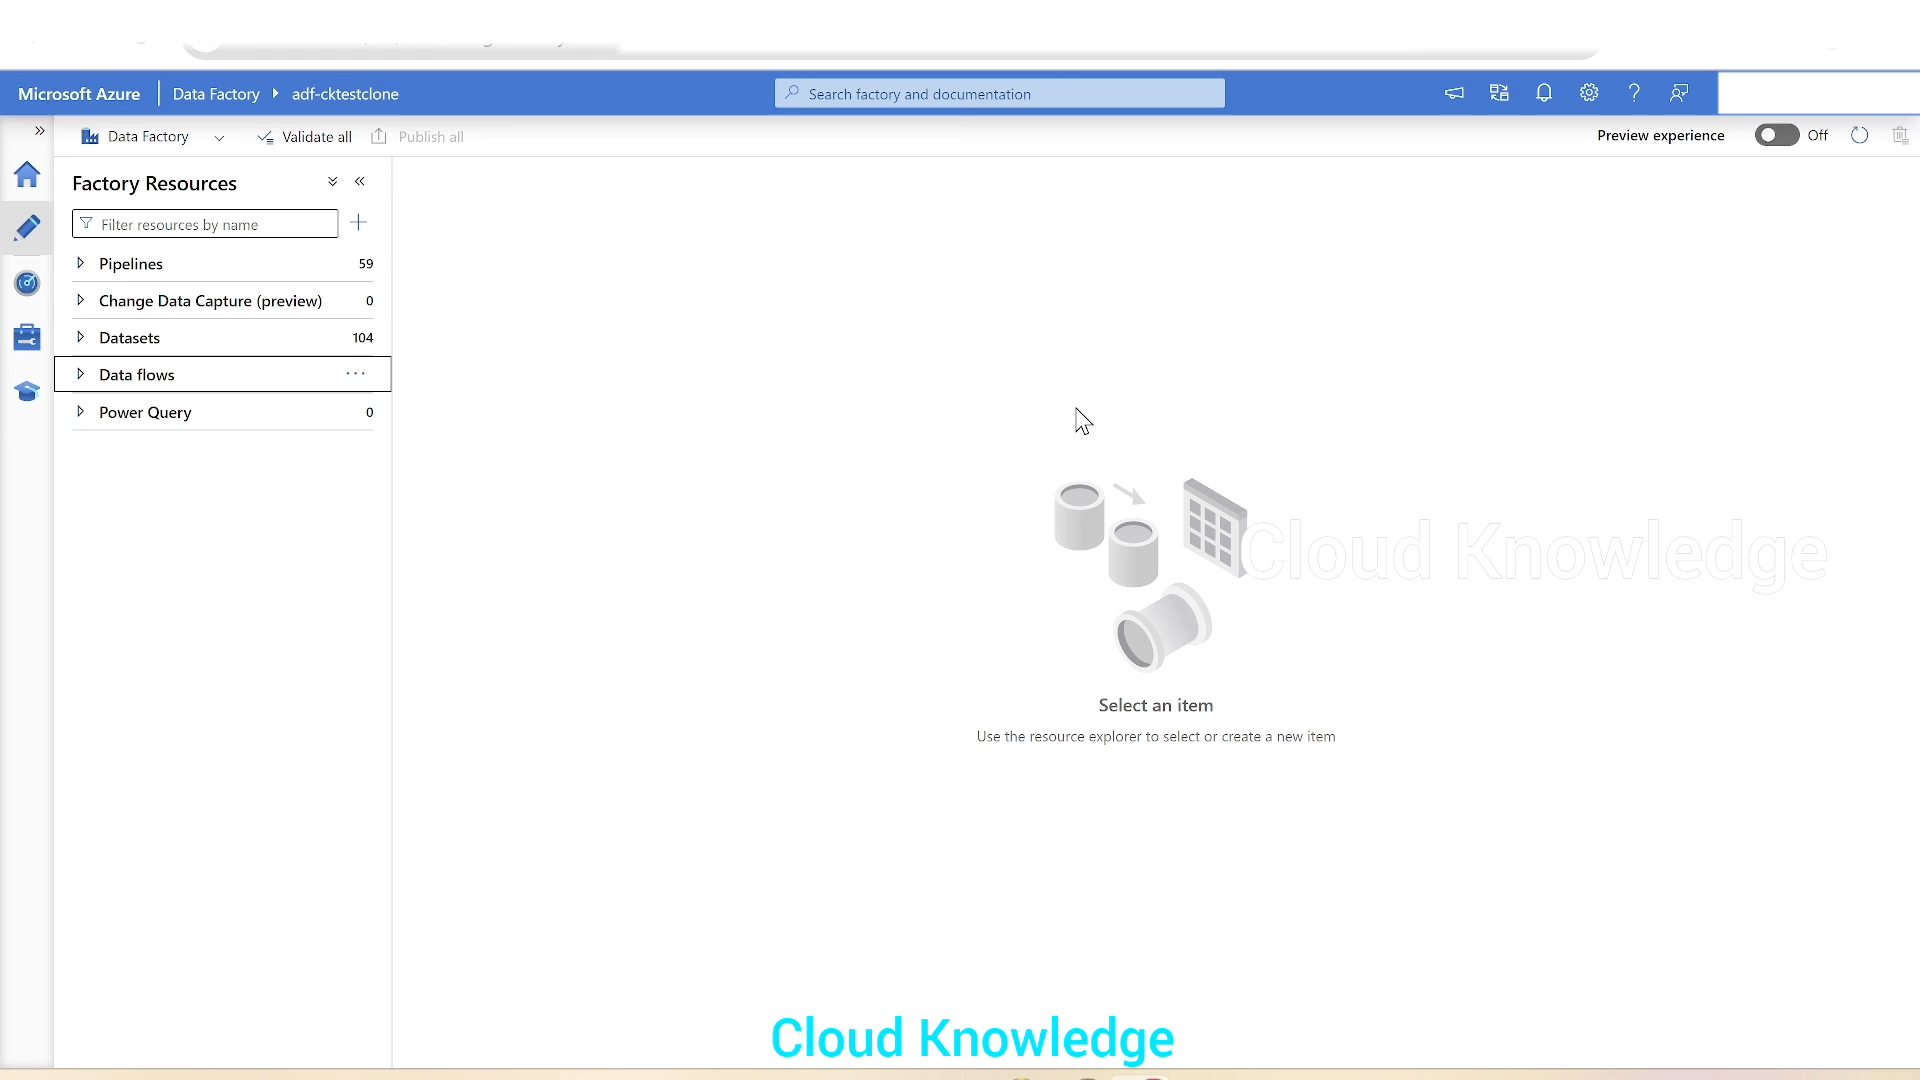 Microsoft Azure
Data Factory
adf-cktestclone
Search factory and documentation
Data Factory
Validate all
Publish all
Preview experience
Off
Factory Resources
Filter resources by name
Pipelines 59
Change Data Capture (preview) 0
Datasets 104
Data flows
Power Query 0
Cloud Knowledge
Select an item
Use the resource explorer to select or create a new item
Cloud Knowledge